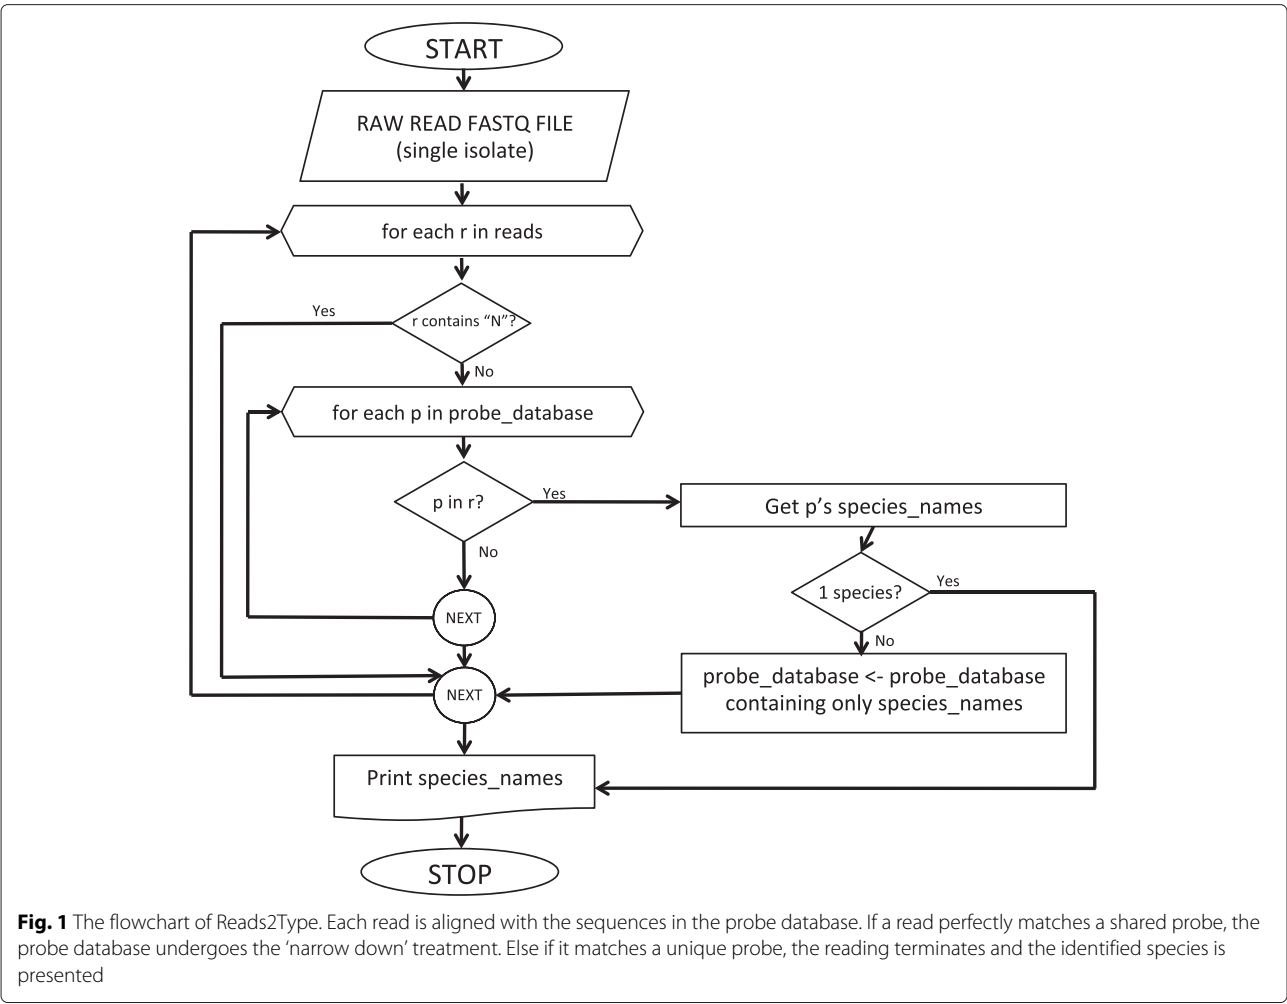 START
RAW READ FASTQ FILE
(single isolate)
for each r in reads
r contains “N”?
Yes
No
for each p in probe_database
p in r?
Yes
No
Get p’s species_names
1 species?
Yes
No
probe_database <- probe_database
containing only species_names
NEXT
NEXT
Print species_names
STOP
Fig. 1 The flowchart of Reads2Type. Each read is aligned with the sequences in the probe database. If a read perfectly matches a shared probe, the
probe database undergoes the ‘narrow down’ treatment. Else if it matches a unique probe, the reading terminates and the identified species is
presented